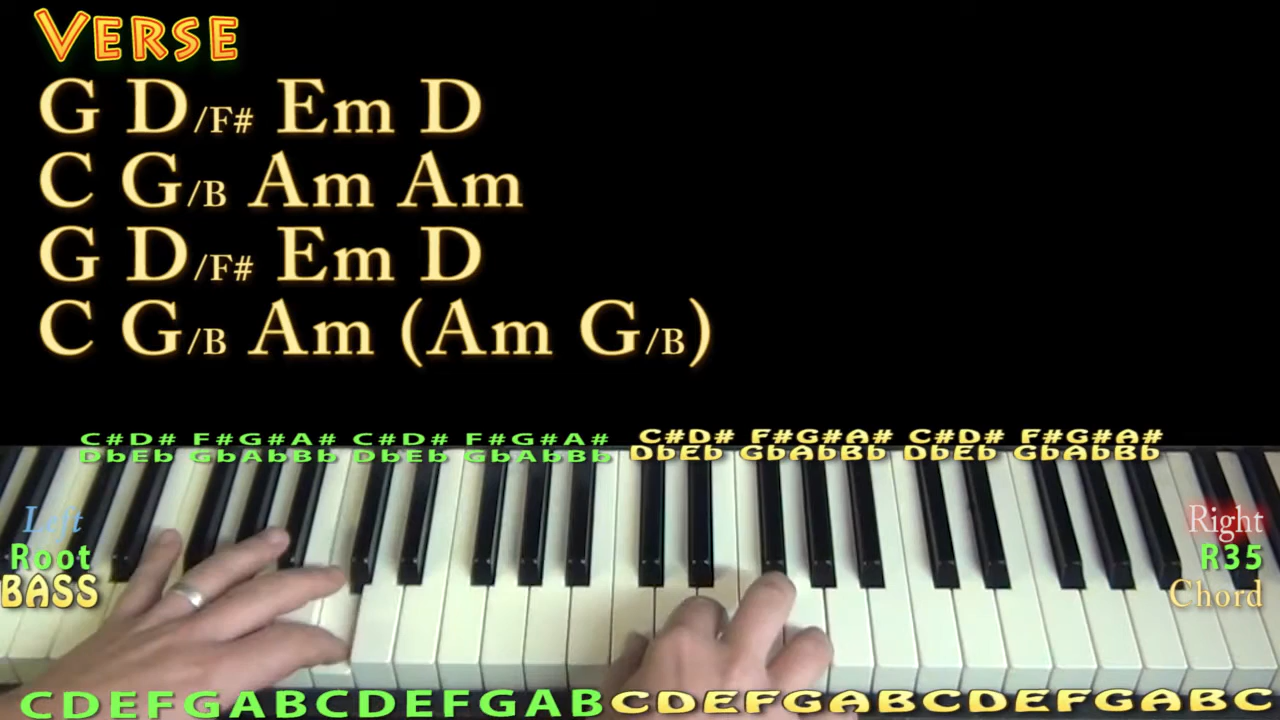 VERSE
G D/F# Em D
C G/B Am Am
G D/F# Em D
C G/B Am (Am G/B)
C#D# F#G#A# C#D# F#G#A# C#D# F#G#A# C#D# F#G#A#
DbEb GbAbBb DbEb GbAbBb DbEb GbAbBb DbEb GbAbBb
Left
Root
BASS
Right
R35
Chord
CDEFGABCDEFGABCDEFGABCDEFGABC